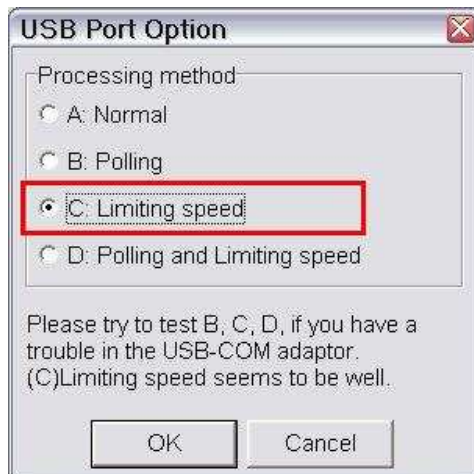 USB Port Option
Processing method
A: Normal
B: Polling
C: Limiting speed
D: Polling and Limiting speed
Please try to test B, C, D, if you have a
trouble in the USB-COM adaptor.
(C)Limiting speed seems to be well.
OK
Cancel